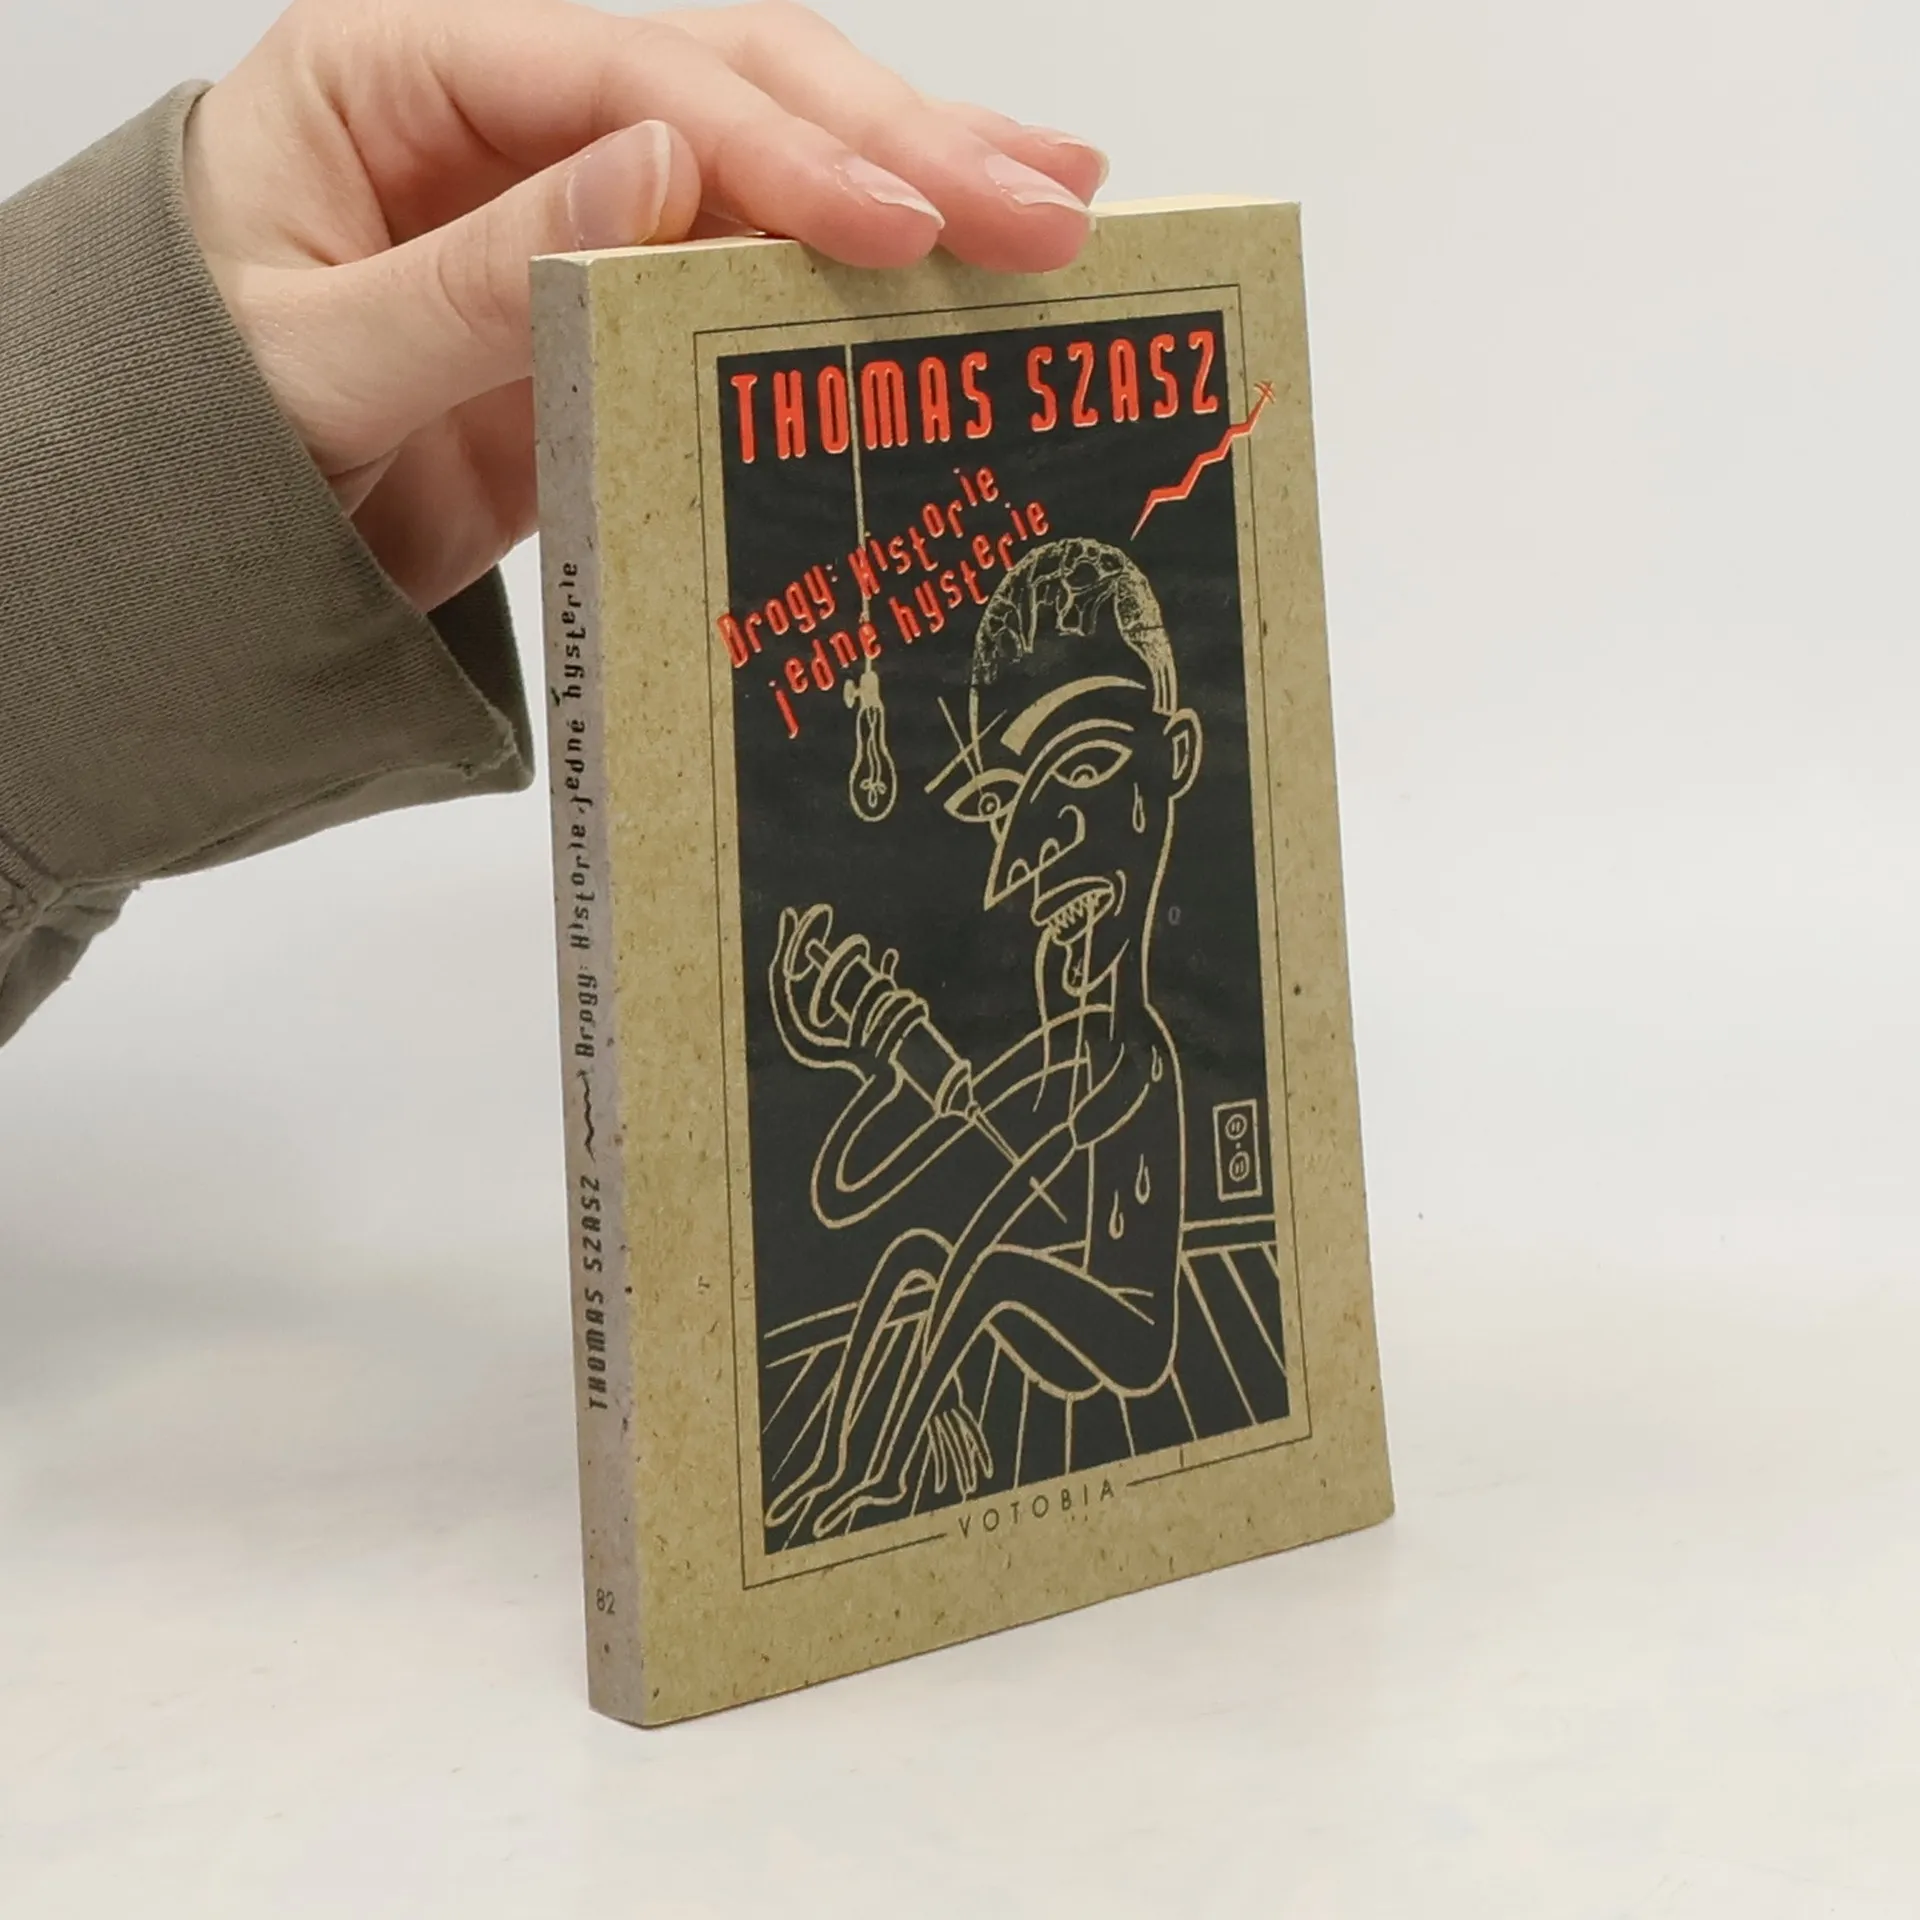 THOMAS SZASZ
Drogy: Historie
jedné hysterie
VOTOBIA
THOMAS SZASZ Drogy: Historie jedné hysterie
82